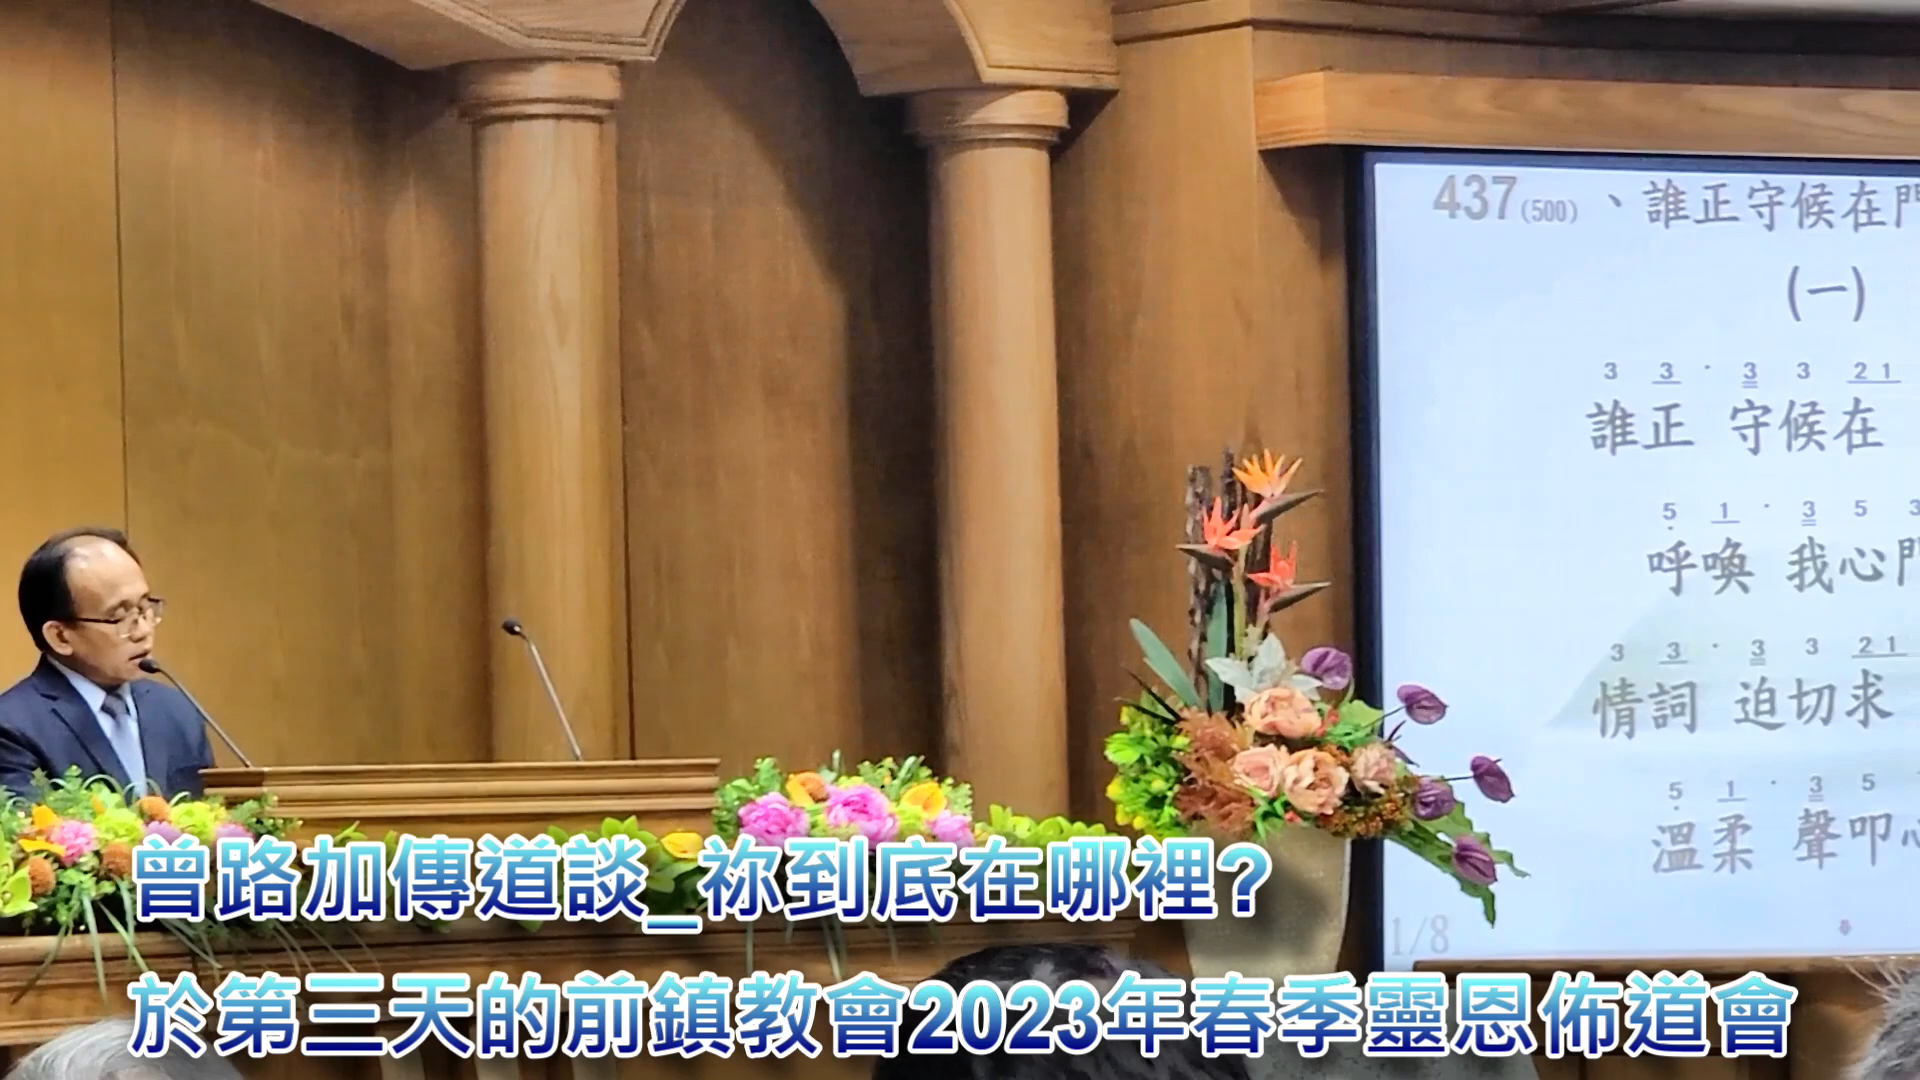 437(500)、誰正守候在門
(一)
3 3 · 3 3 2 1
誰正 守候在
5 1 · 3 5 3
呼喚 我心門
3 3 · 3 3 2 1
情詞 迫切求
5 1 · 3 5
溫柔 聲叩心
1/8
曾路加傳道談_祢到底在哪裡?
於第三天的前鎮教會2023年春季靈恩佈道會